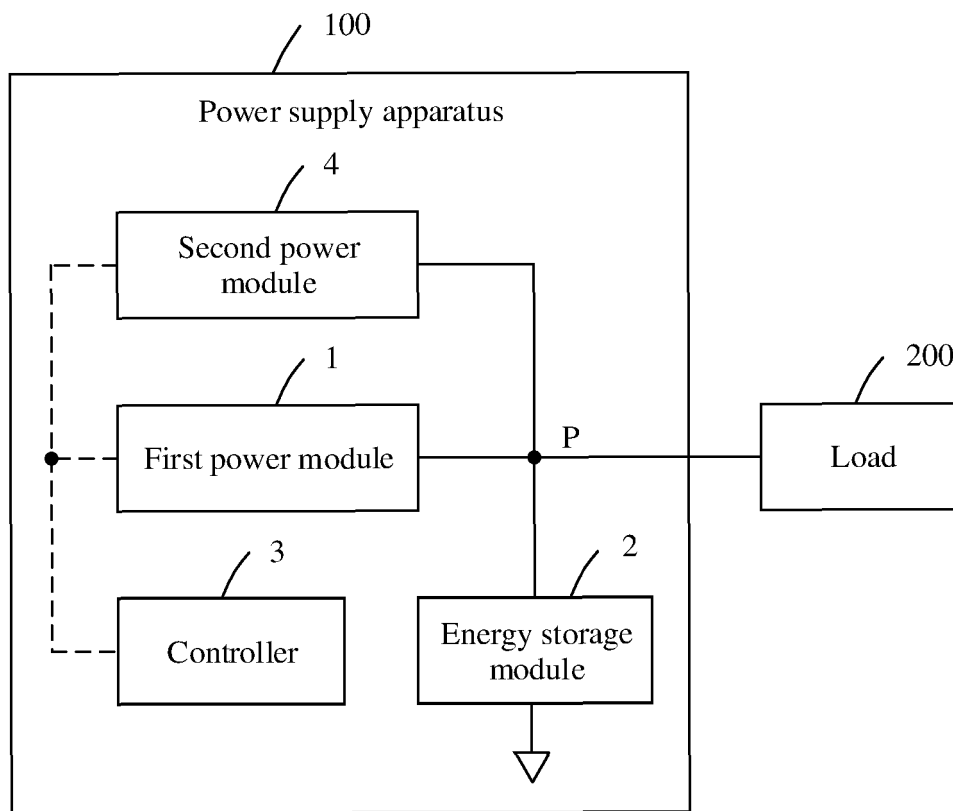 100
Power supply apparatus
4
Second power
module
1
200
First power module
P
Load
3
2
Controller
Energy storage
module